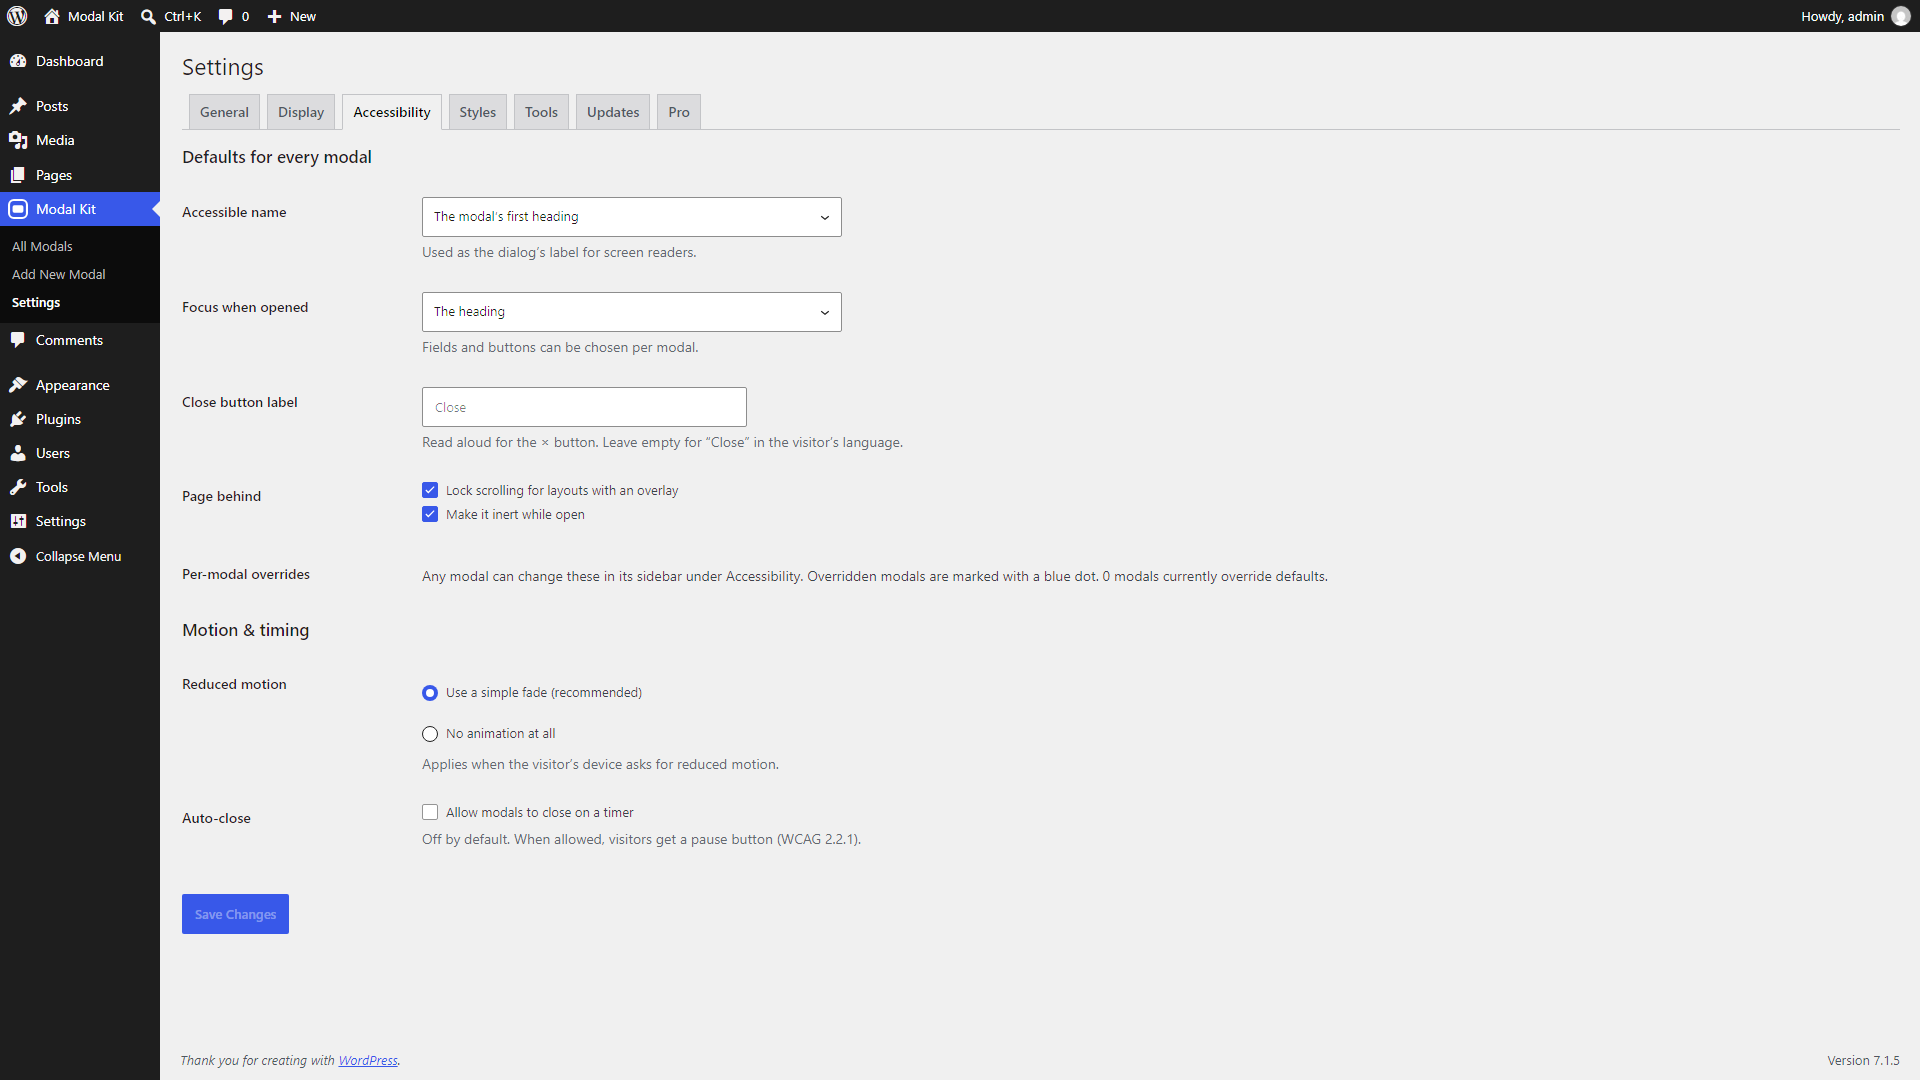 Modal Kit
Ctrl+K
0
New
Howdy, admin
Dashboard
Posts
Media
Pages
Modal Kit
All Modals
Add New Modal
Settings
Comments
Appearance
Plugins
Users
Tools
Settings
Collapse Menu
Settings
General
Display
Accessibility
Styles
Tools
Updates
Pro
Defaults for every modal
Accessible name
The modal’s first heading
Used as the dialog’s label for screen readers.
Focus when opened
The heading
Fields and buttons can be chosen per modal.
Close button label
Close
Read aloud for the × button. Leave empty for “Close” in the visitor’s language.
Page behind
Lock scrolling for layouts with an overlay
Make it inert while open
Per-modal overrides
Any modal can change these in its sidebar under Accessibility. Overridden modals are marked with a blue dot. 0 modals currently override defaults.
Motion & timing
Reduced motion
Use a simple fade (recommended)
No animation at all
Applies when the visitor’s device asks for reduced motion.
Auto-close
Allow modals to close on a timer
Off by default. When allowed, visitors get a pause button (WCAG 2.2.1).
Save Changes
Thank you for creating with WordPress.
Version 7.1.5